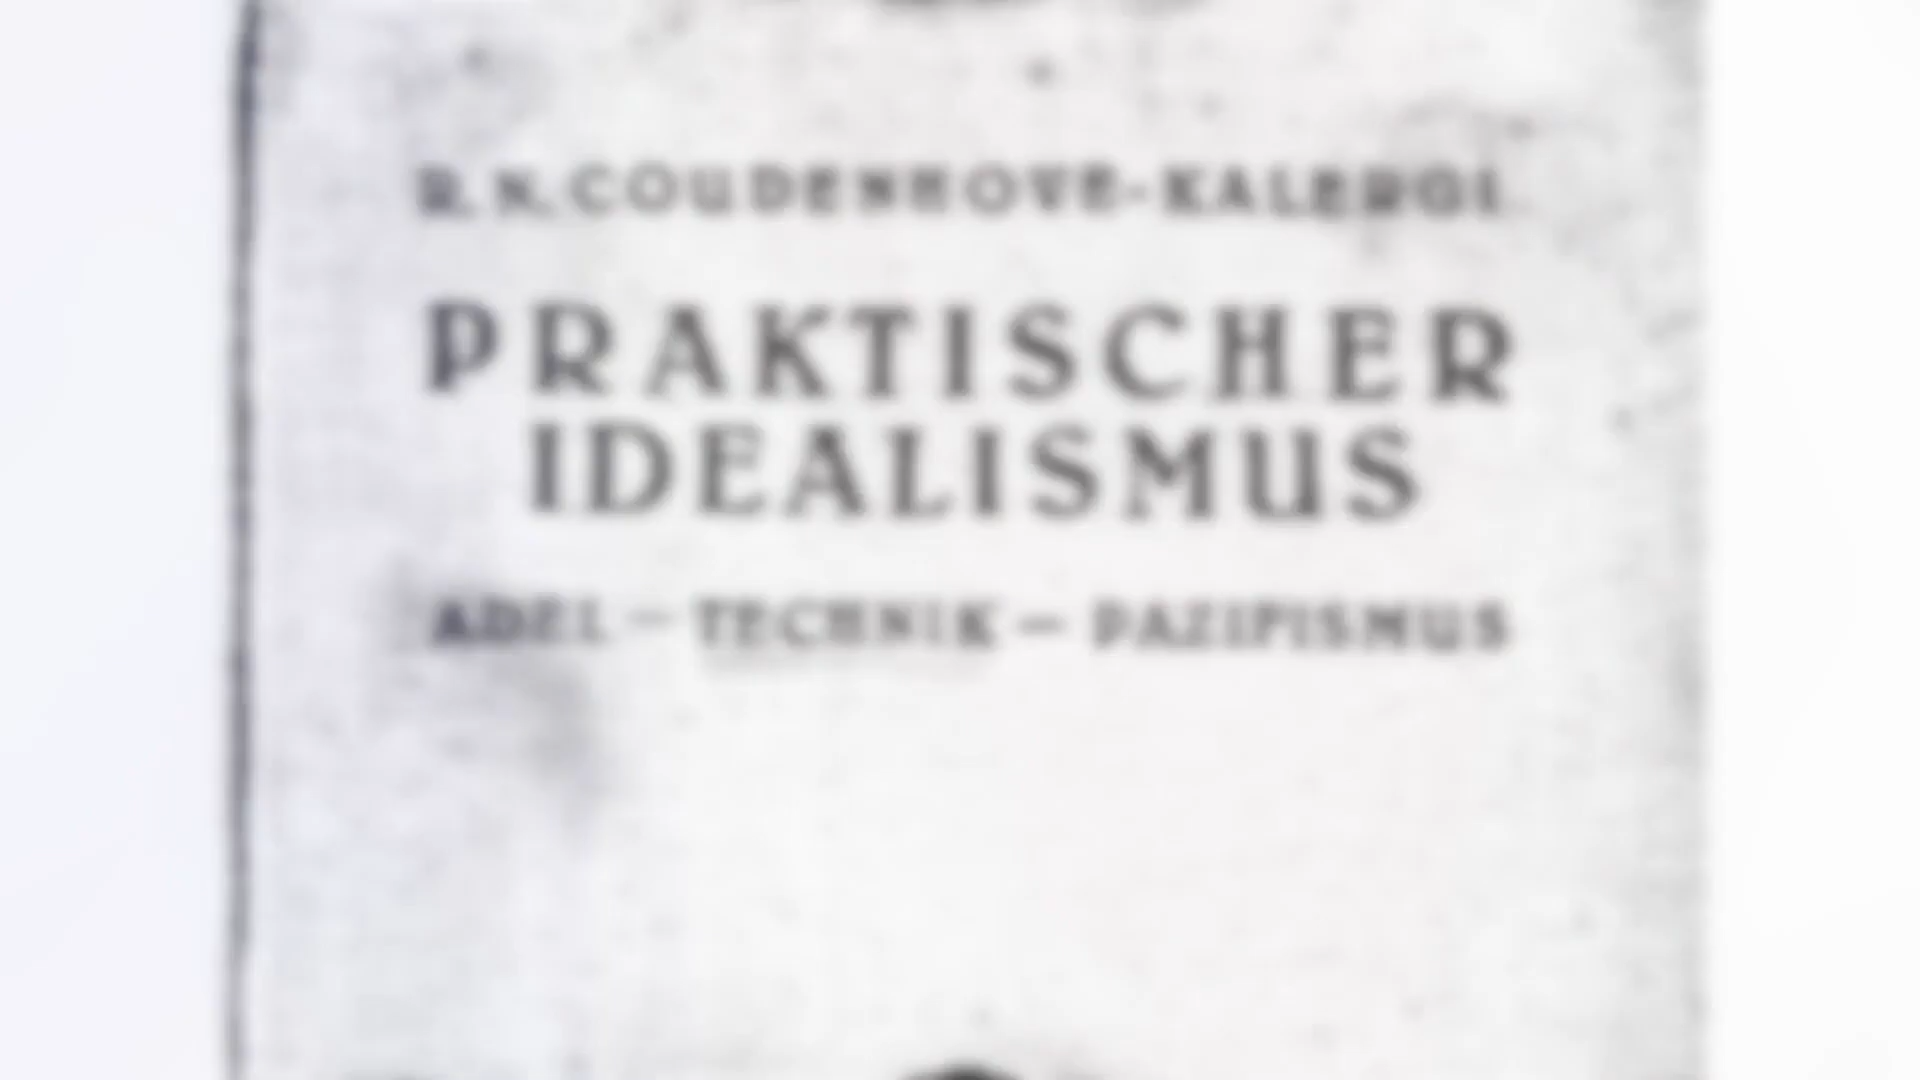 R. N. COUDENHOVE-KALERGI
PRAKTISCHER
IDEALISMUS
ADEL — TECHNIK — PAZIFISMUS